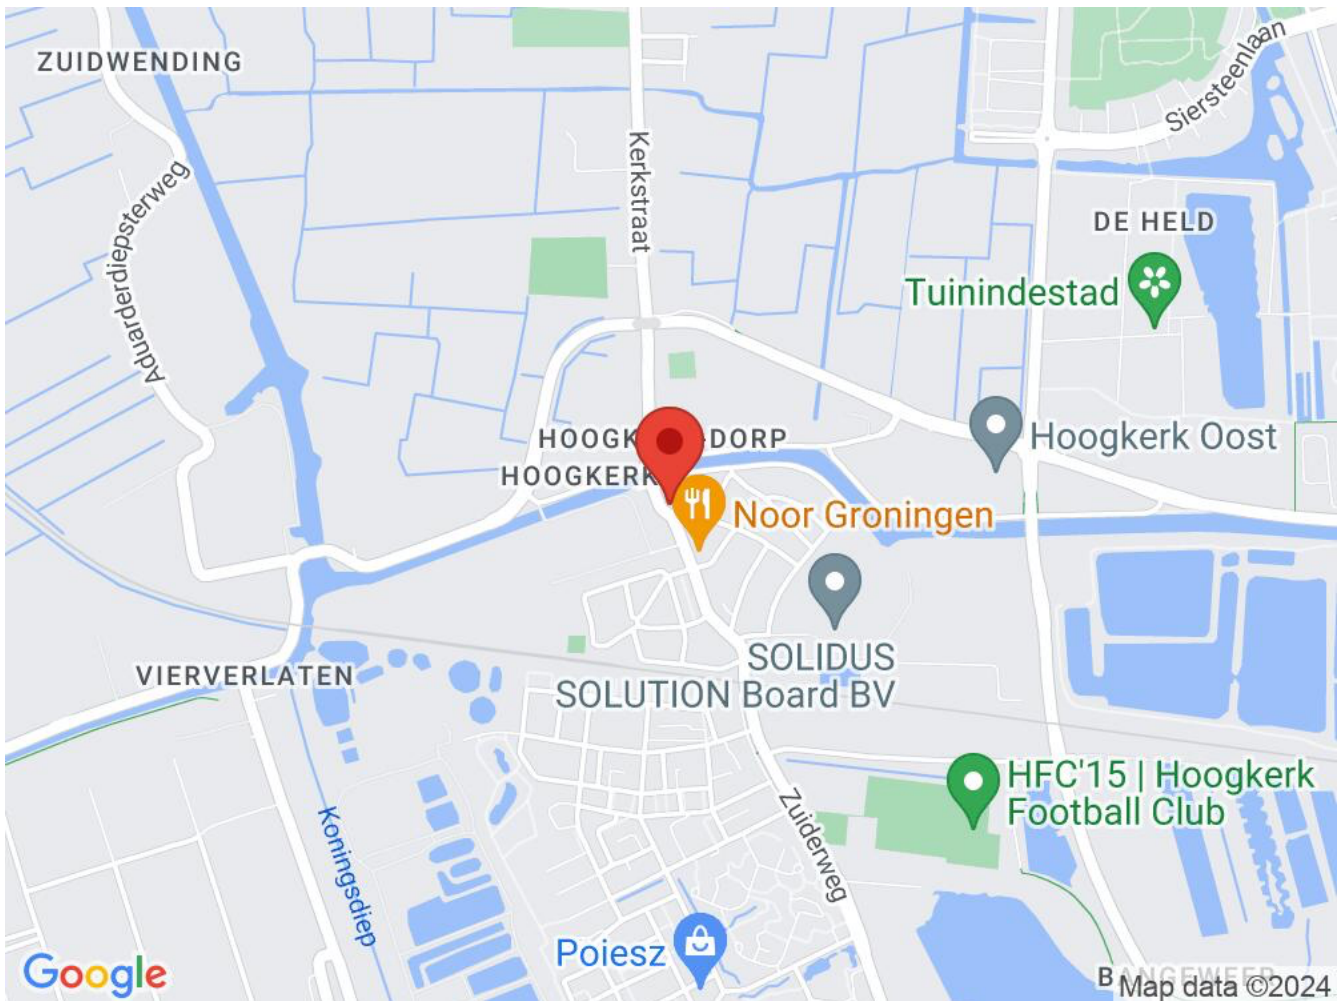 ZUIDWENDING
Siersteenlaan
Kerkstraat
Aduarderdiepsterweg
DE HELD
Tuinindestad
HOOGK -DORP
HOOGKERK
Hoogkerk Oost
Noor Groningen
SOLIDUS
SOLUTION Board BV
VIERVERLATEN
HFC'15 | Hoogkerk
Football Club
Zuiderweg
Koningsdiep
Poiesz
Google
Map data ©2024